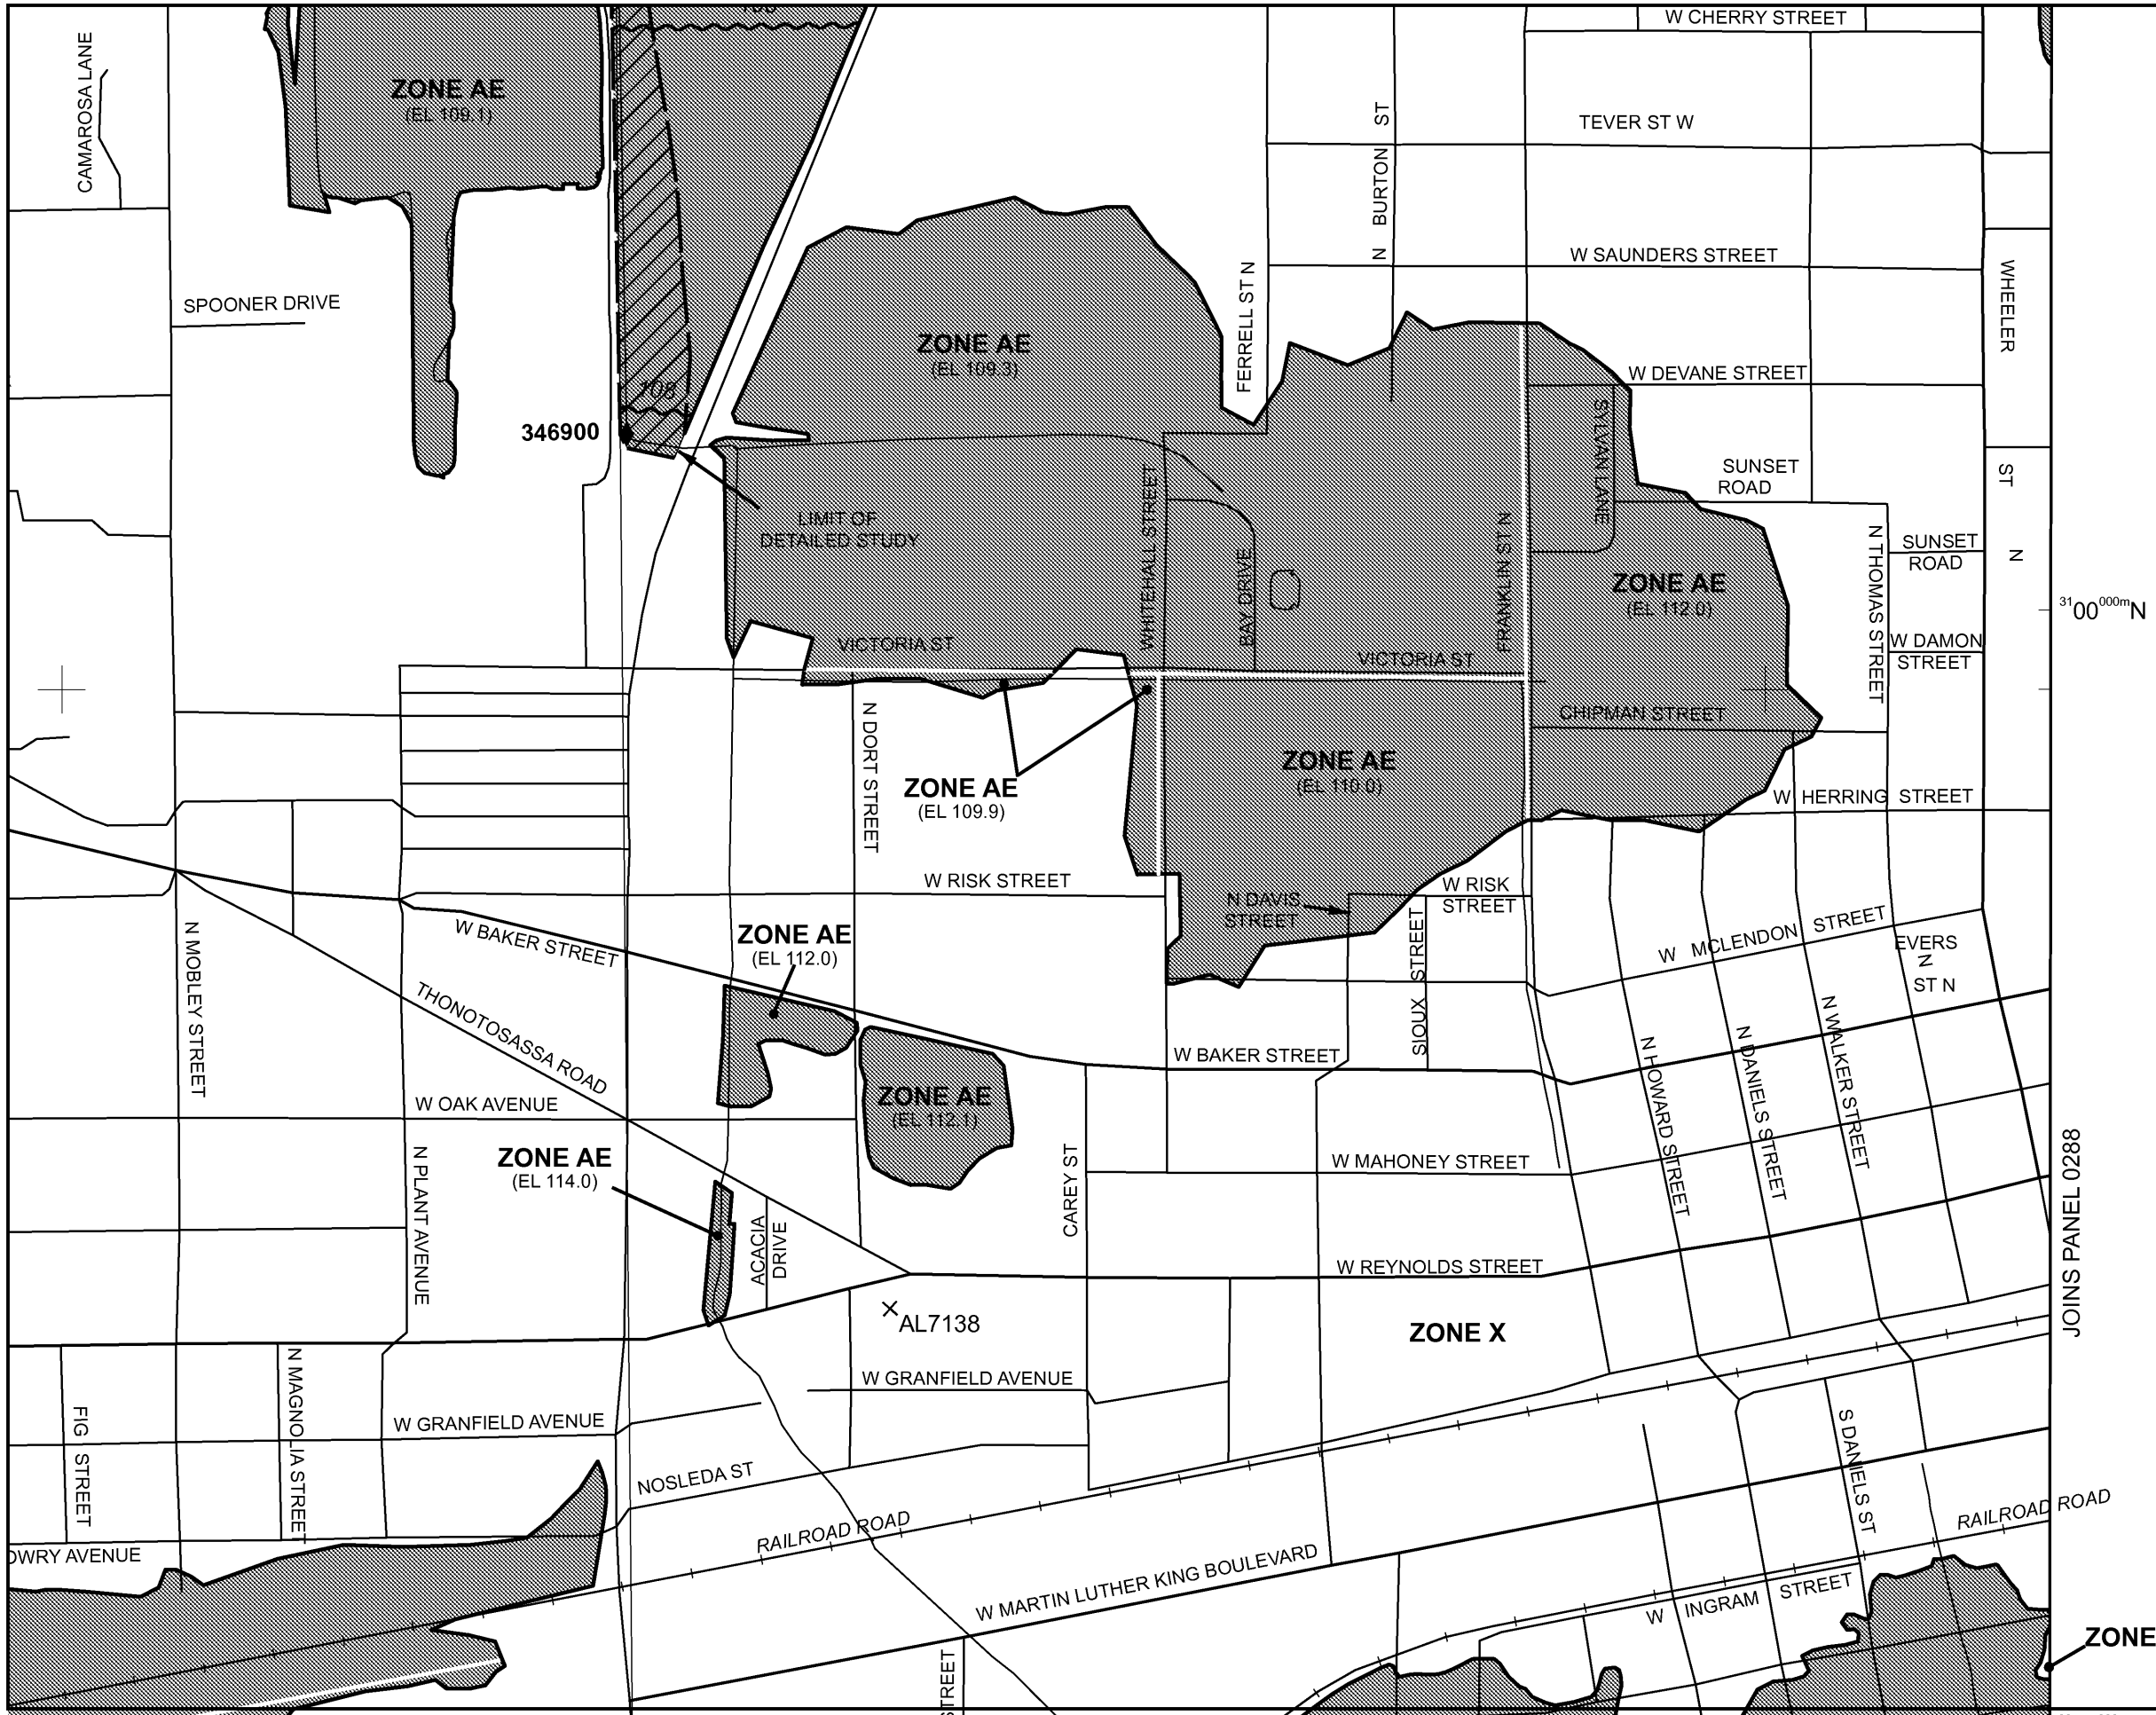 W CHERRY STREET
CAMAROSA LANE
ZONE AE
(EL 109.1)
TEVER ST W
N BURTON ST
W SAUNDERS STREET
FERRELL ST N
WHEELER
ST
N
SPOONER DRIVE
ZONE AE
(EL 109.3)
W DEVANE STREET
108
346900
SYLVAN LANE
SUNSET
ROAD
LIMIT OF
DETAILED STUDY
WHITEHALL STREET
BAY DRIVE
FRANKLIN ST N
N THOMAS STREET
SUNSET
ROAD
ZONE AE
(EL 112.0)
3100000mN
VICTORIA ST
VICTORIA ST
W DAMON
STREET
N DORT STREET
CHIPMAN STREET
ZONE AE
(EL 109.9)
ZONE AE
(EL 110.0)
W HERRING STREET
W RISK STREET
W RISK
STREET
N DAVIS
STREET
N MOBLEY STREET
W BAKER STREET
ZONE AE
(EL 112.0)
SIOUX STREET
W MCLENDON STREET
EVERS
N
ST N
THONOTOSASSA ROAD
W BAKER STREET
N HOWARD STREET
N DANIELS STREET
N WALKER STREET
W OAK AVENUE
ZONE AE
(EL 112.1)
ZONE AE
(EL 114.0)
N PLANT AVENUE
ACACIA
DRIVE
CAREY ST
W MAHONEY STREET
JOINS PANEL 0288
W REYNOLDS STREET
AL7138
ZONE X
W GRANFIELD AVENUE
FIG STREET
N MAGNOLIA STREET
W GRANFIELD AVENUE
NOSLEDA ST
S DANIELS ST
RAILROAD ROAD
RAILROAD ROAD
OWRY AVENUE
W MARTIN LUTHER KING BOULEVARD
W INGRAM STREET
ZONE
TREET